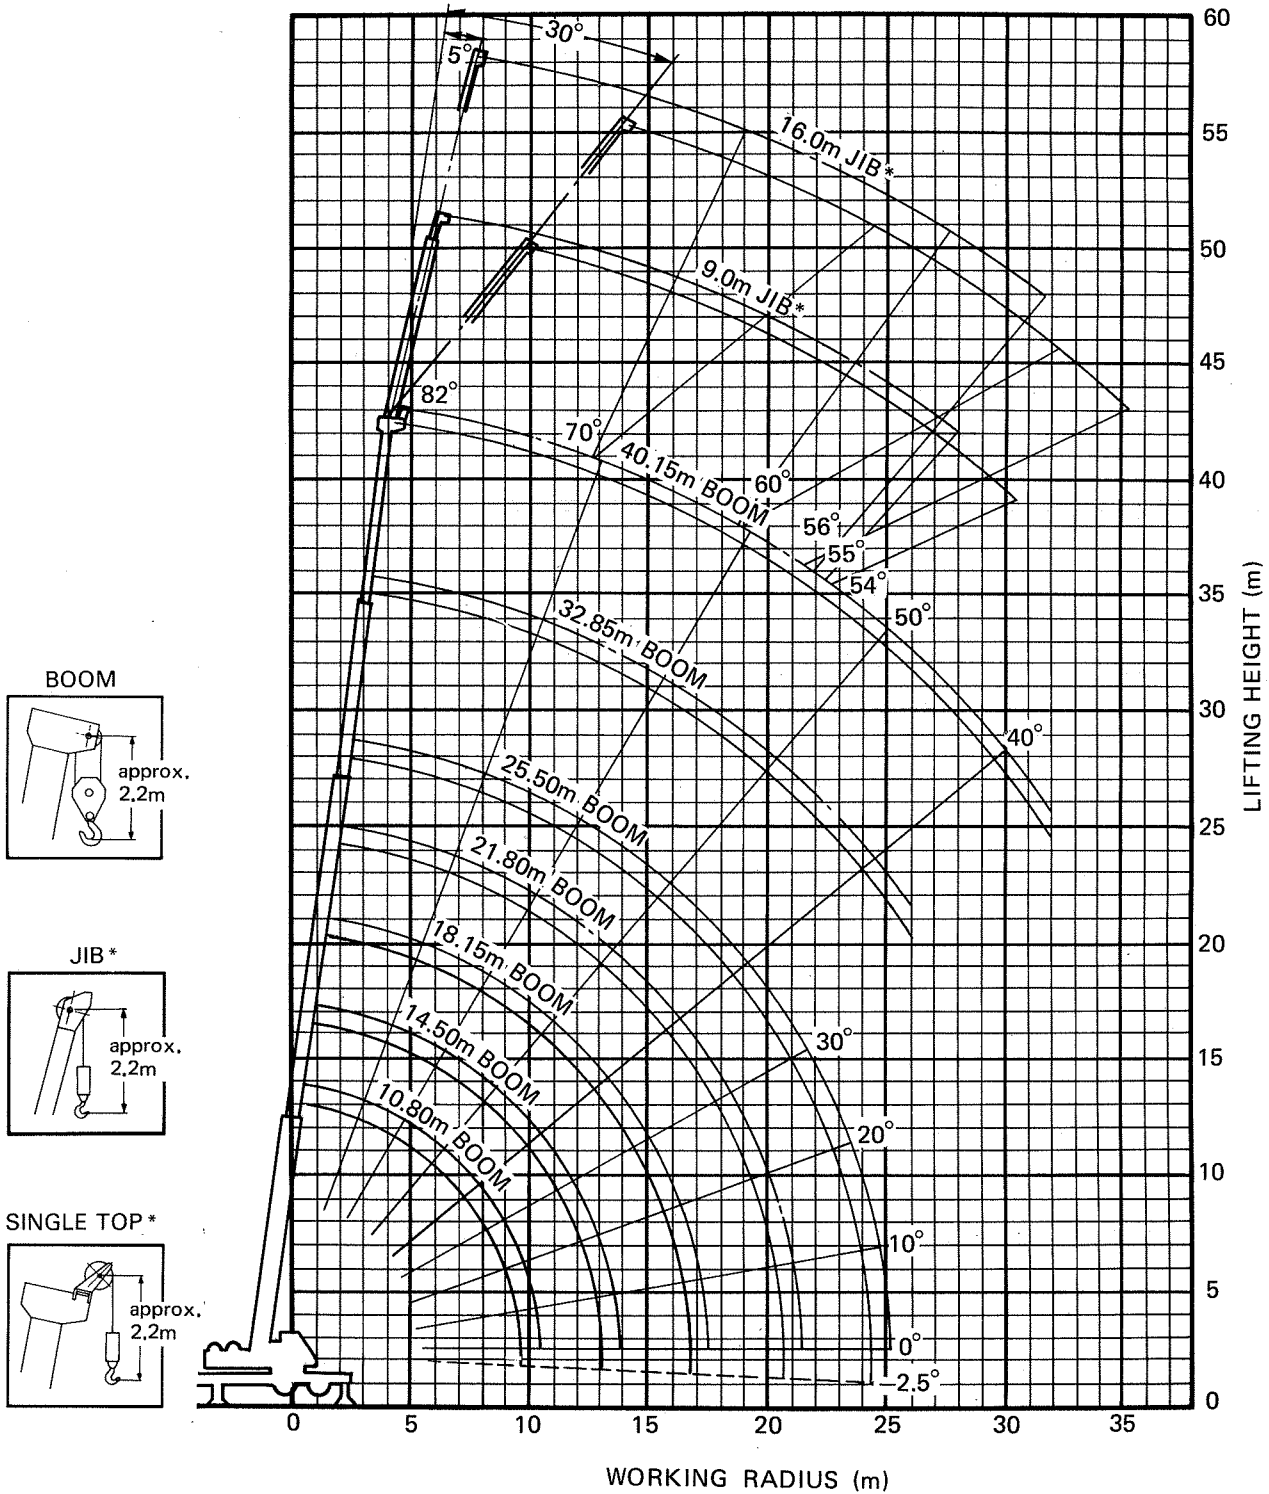 60
30°
5°
55
16.0m JIB*
50
9.0m JIB*
45
82°
70°
40.15m BOOM
60°
40
56°
55°
54°
35
50°
32.85m BOOM
LIFTING HEIGHT (m)
BOOM
approx.
2.2m
30
40°
25.50m BOOM
25
21.80m BOOM
20
18.15m BOOM
JIB*
approx.
2.2m
15
30°
14.50m BOOM
20°
10.80m BOOM
10
SINGLE TOP*
approx.
2.2m
10°
5
0°
-2.5°
0
0 5 10 15 20 25 30 35
WORKING RADIUS (m)